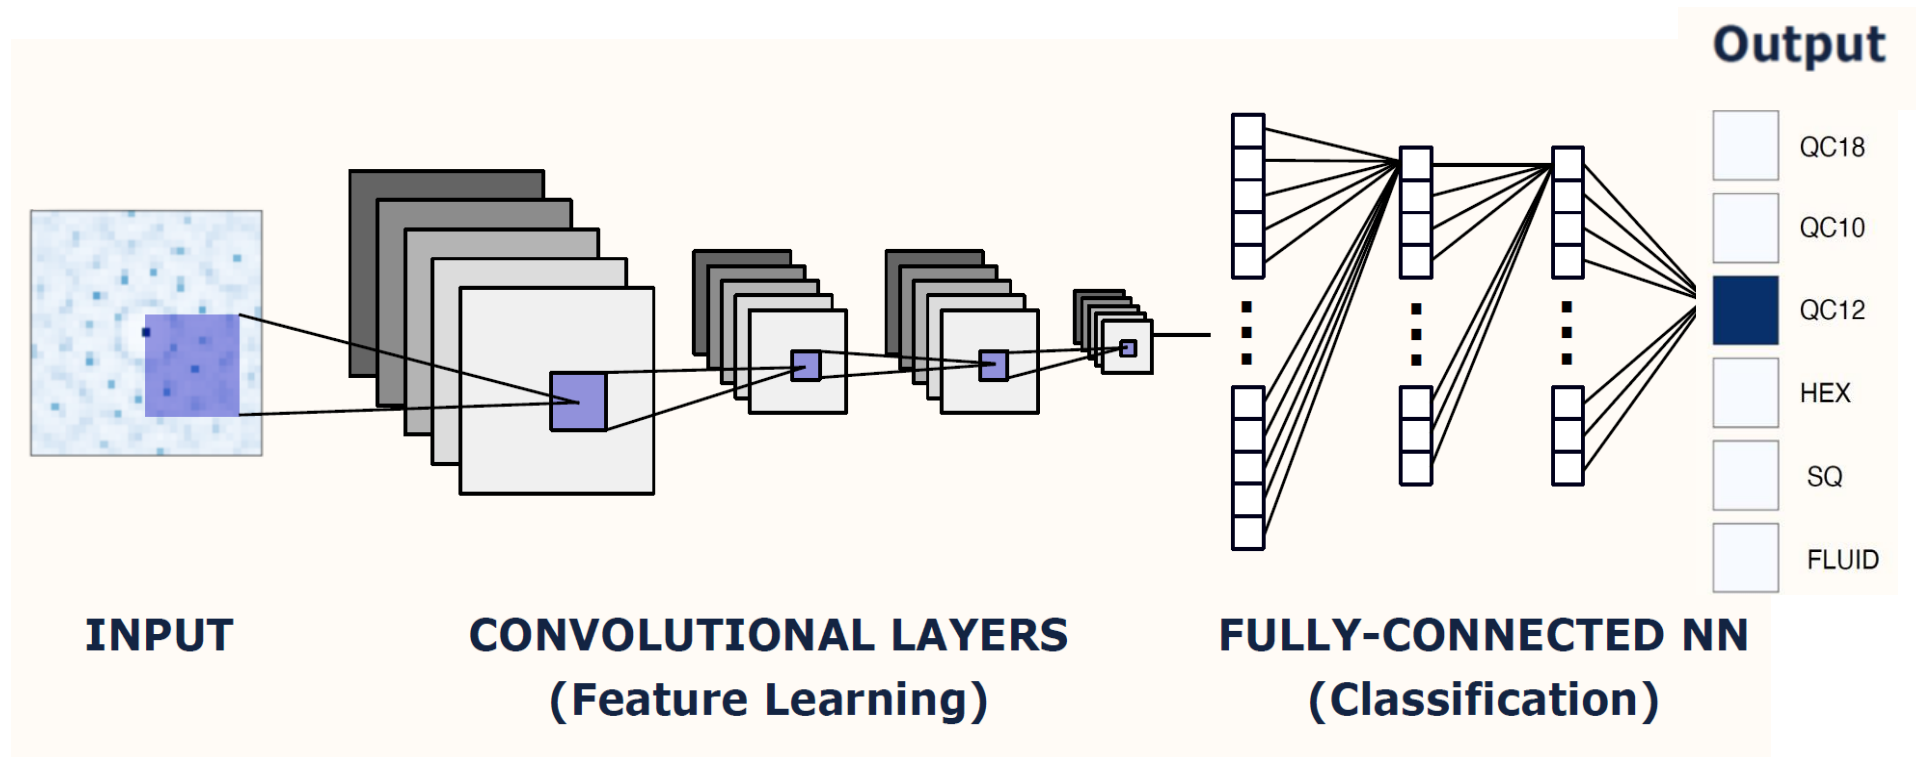 Output
QC18
QC10
QC12
HEX
SQ
FLUID
INPUT
CONVOLUTIONAL LAYERS
(Feature Learning)
FULLY-CONNECTED NN
(Classification)